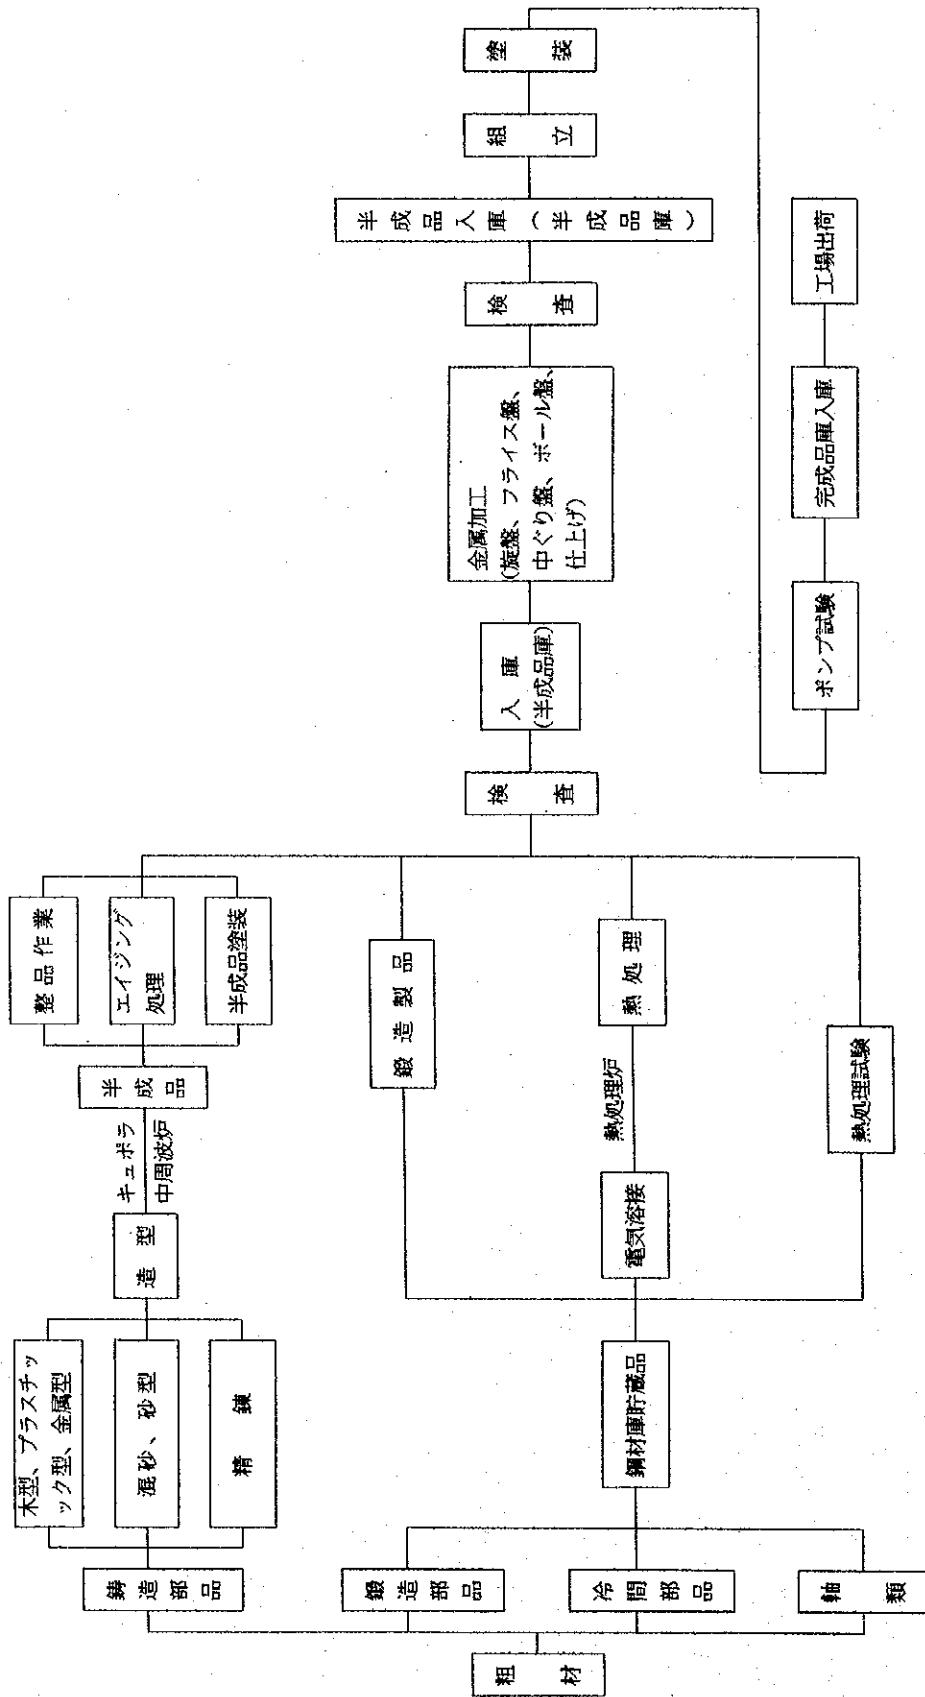 粗材
鋳造部品
鍛造部品
冷間部品
軸類
木型、プラスチッ
ック型、金属型
混砂、砂型
精錬
造型
キュポラ
中周波炉
半成品
整品作業
エイジング
処理
半成品塗装
鋼材庫貯蔵品
鍛造製品
電気溶接
熱処理炉
熱処理
熱処理試験
検査
入庫
(半成品庫)
金属加工
(旋盤、フライス盤、
中ぐり盤、ボール盤、
仕上げ)
検査
半成品入庫(半成品庫)
組立
塗装
ポンプ試験
完成品庫入庫
工場出荷